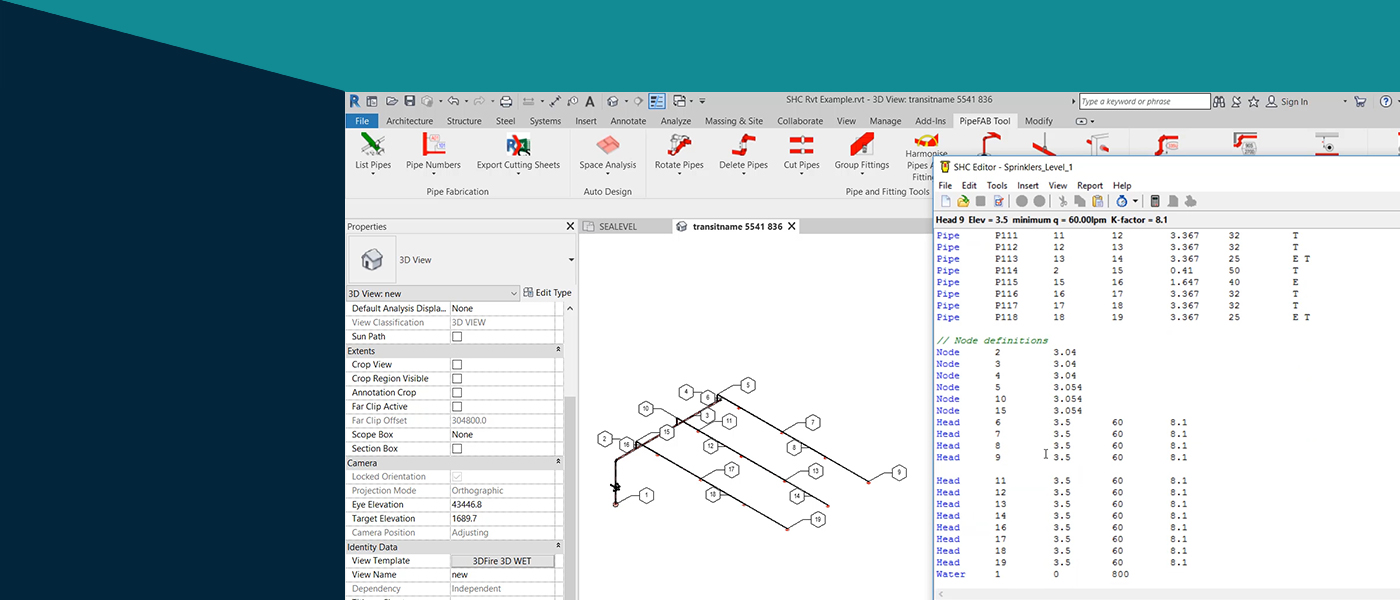 SHC Rvt Example.rvt - 3D View: transitname 5541 836
Type a keyword or phrase
Sign In
File Architecture Structure Steel Systems Insert Annotate Analyze Massing & Site Collaborate View Manage Add-Ins PipeFAB Tool Modify
List Pipes Pipe Numbers Export Cutting Sheets Space Analysis Rotate Pipes Delete Pipes Cut Pipes Group Fittings
Harmonise
Pipes
Fittin
Pipe Fabrication Auto Design Pipe and Fitting Tools
Properties
3D View
3D View: new Edit Type
Default Analysis Displa... None
View Classification 3D VIEW
Sun Path
Extents
Crop View
Crop Region Visible
Annotation Crop
Far Clip Active
Far Clip Offset 304800.0
Scope Box None
Section Box
Camera
Locked Orientation
Projection Mode Orthographic
Eye Elevation 43446.8
Target Elevation 1689.7
Camera Position Adjusting
Identity Data
View Template 3DFire 3D WET
View Name new
Dependency Independent
SEALEVEL transitname 5541 836
5
4
6
10
3
11
7
2
16
15
12
8
17
13
9
1
18
14
19
SHC Editor - Sprinklers_Level_1
File Edit Tools Insert View Report Help
Head 9 Elev = 3.5 minimum q = 60.00lpm K-factor = 8.1
Pipe P111 11 12 3.367 32 T
Pipe P112 12 13 3.367 32 T
Pipe P113 13 14 3.367 25 E T
Pipe P114 2 15 0.41 50 T
Pipe P115 15 16 1.647 40 E
Pipe P116 16 17 3.367 32 T
Pipe P117 17 18 3.367 32 T
Pipe P118 18 19 3.367 25 E T
// Node definitions
Node 2 3.04
Node 3 3.04
Node 4 3.04
Node 5 3.054
Node 10 3.054
Node 15 3.054
Head 6 3.5 60 8.1
Head 7 3.5 60 8.1
Head 8 3.5 60 8.1
Head 9 3.5 60 8.1
Head 11 3.5 60 8.1
Head 12 3.5 60 8.1
Head 13 3.5 60 8.1
Head 14 3.5 60 8.1
Head 16 3.5 60 8.1
Head 17 3.5 60 8.1
Head 18 3.5 60 8.1
Head 19 3.5 60 8.1
Water 1 0 800